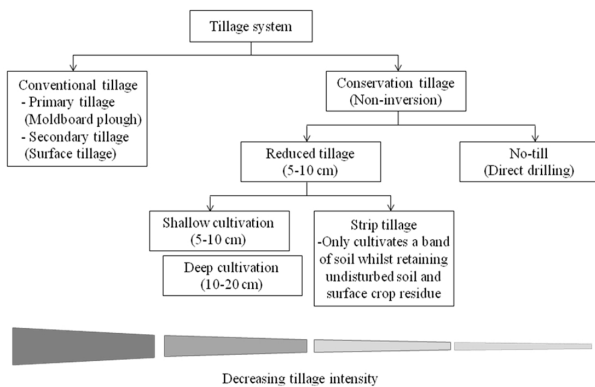 Tillage system
Conventional tillage
- Primary tillage
(Moldboard plough)
- Secondary tillage
(Surface tillage)
Conservation tillage
(Non-inversion)
Reduced tillage
(5-10 cm)
No-till
(Direct drilling)
Shallow cultivation
(5-10 cm)
Deep cultivation
(10-20 cm)
Strip tillage
-Only cultivates a band
of soil whilst retaining
undisturbed soil and
surface crop residue
Decreasing tillage intensity